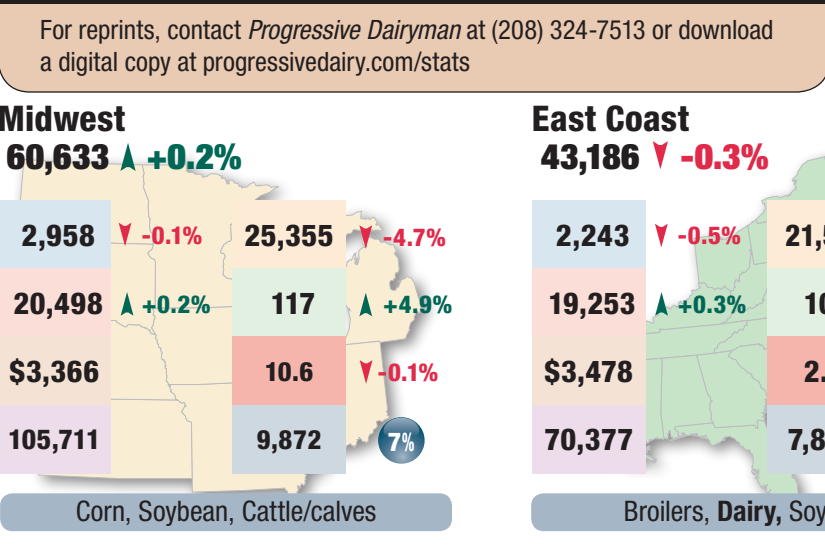 For reprints, contact Progressive Dairyman at (208) 324-7513 or download
a digital copy at progressivedairy.com/stats
Midwest
60,633 +0.2%
2,958 -0.1% 25,355 -4.7%
20,498 +0.2% 117 +4.9%
$3,366 10.6 -0.1%
105,711 9,872 7%
Corn, Soybean, Cattle/calves
East Coast
43,186 -0.3%
2,243 -0.5%
19,253 +0.3%
$3,478
70,377
Broilers, Dairy,